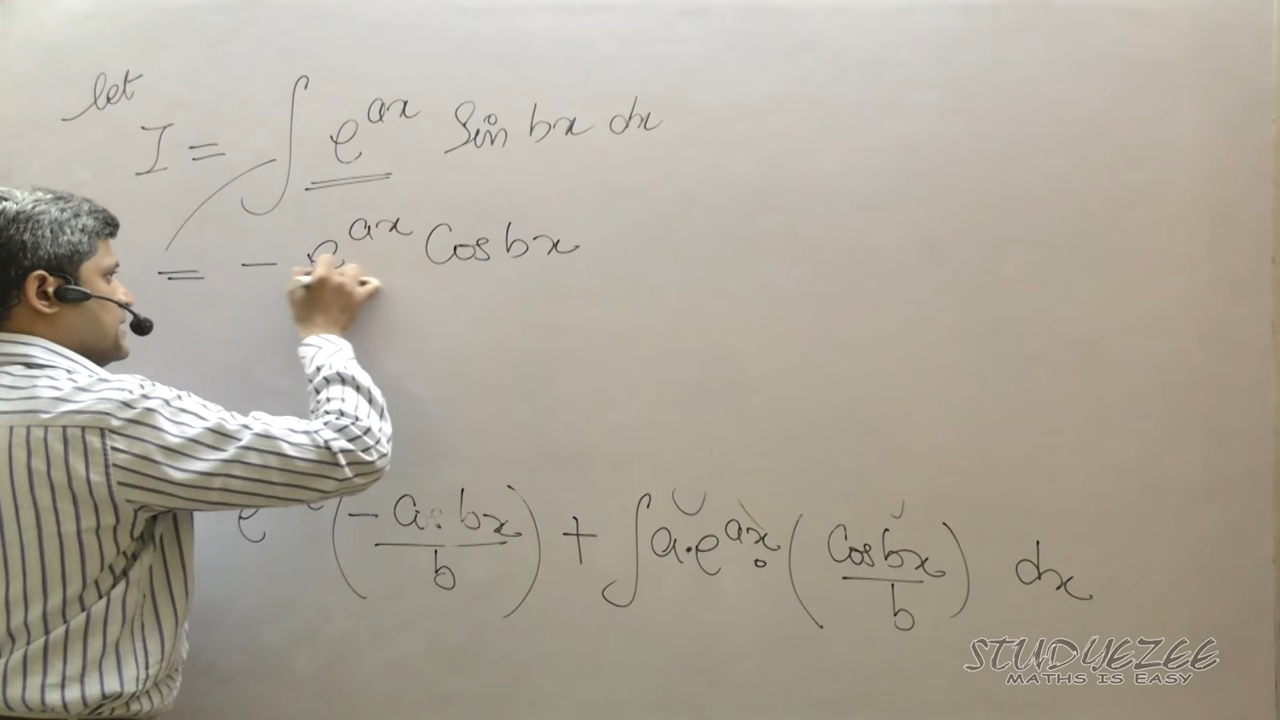 let
I = ∫ e^{ax} Sin bx dx
= - e^{ax} Cos bx
e (- Cos bx / b) + ∫ a·e^{ax} · (Cos bx / b) dx
STUDYEZEE
MATHS IS EASY